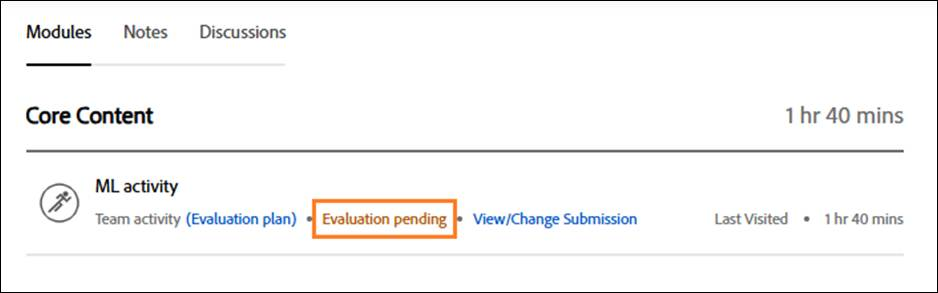 Modules Notes Discussions
Core Content 1 hr 40 mins
ML activity
Team activity (Evaluation plan) • Evaluation pending • View/Change Submission Last Visited • 1 hr 40 mins